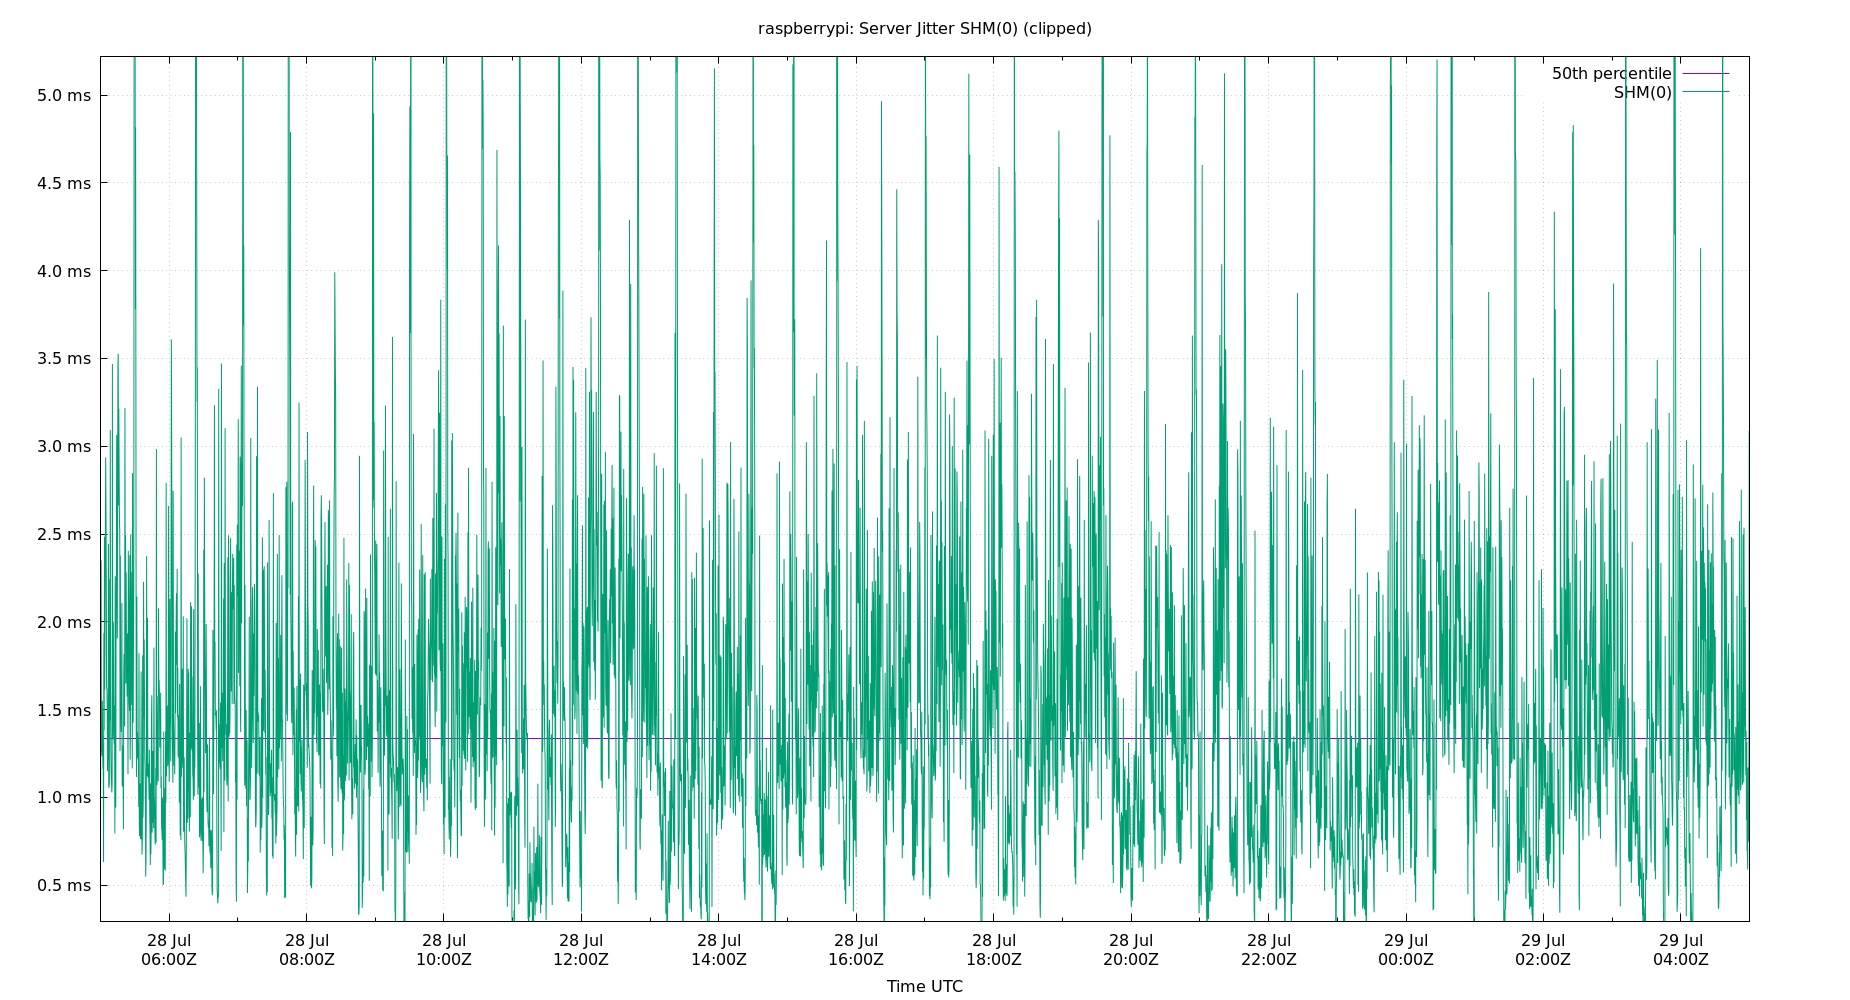 raspberrypi: Server Jitter SHM(0) (clipped)
50th percentile
SHM(0)
5.0 ms
4.5 ms
4.0 ms
3.5 ms
3.0 ms
2.5 ms
2.0 ms
1.5 ms
1.0 ms
0.5 ms
28 Jul 28 Jul 28 Jul 28 Jul 28 Jul 28 Jul 28 Jul 28 Jul 28 Jul 29 Jul 29 Jul 29 Jul
06:00Z 08:00Z 10:00Z 12:00Z 14:00Z 16:00Z 18:00Z 20:00Z 22:00Z 00:00Z 02:00Z 04:00Z
Time UTC